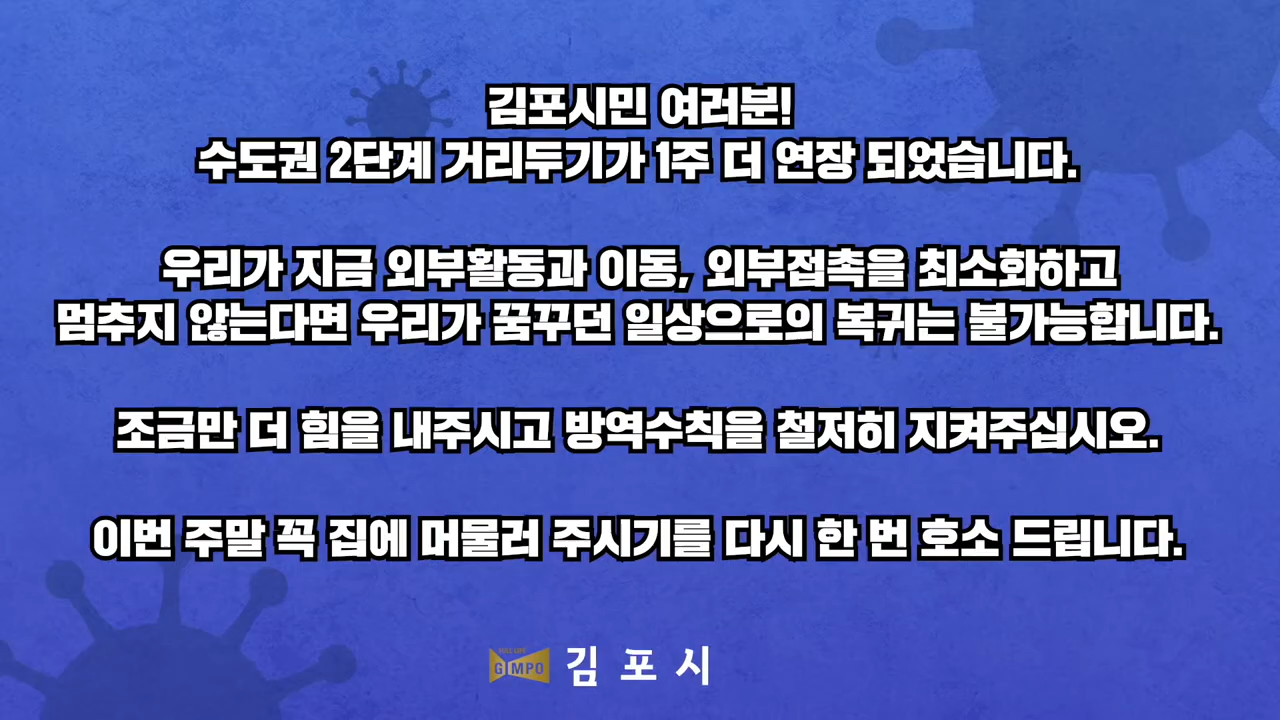 김포시민 여러분!
수도권 2단계 거리두기가 1주 더 연장 되었습니다.
우리가 지금 외부활동과 이동, 외부접촉을 최소화하고
멈추지 않는다면 우리가 꿈꾸던 일상으로의 복귀는 불가능합니다.
조금만 더 힘을 내주시고 방역수칙을 철저히 지켜주십시오.
이번 주말 꼭 집에 머물러 주시기를 다시 한 번 호소 드립니다.
GIMPO 김포시